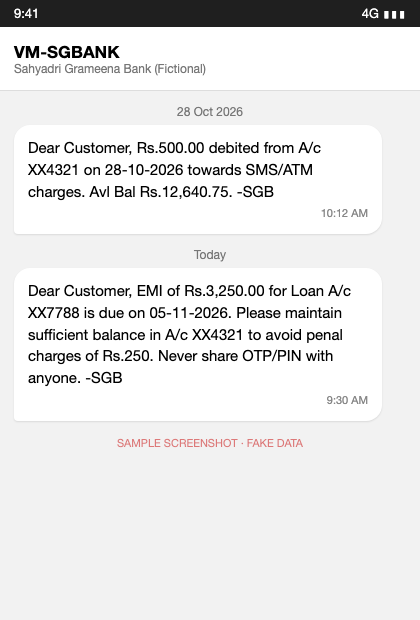 9:41
4G
VM-SGBANK
Sahyadri Grameena Bank (Fictional)
28 Oct 2026
Dear Customer, Rs.500.00 debited from A/c
XX4321 on 28-10-2026 towards SMS/ATM
charges. Avl Bal Rs.12,640.75. -SGB
10:12 AM
Today
Dear Customer, EMI of Rs.3,250.00 for Loan A/c
XX7788 is due on 05-11-2026. Please maintain
sufficient balance in A/c XX4321 to avoid penal
charges of Rs.250. Never share OTP/PIN with
anyone. -SGB
9:30 AM
SAMPLE SCREENSHOT · FAKE DATA